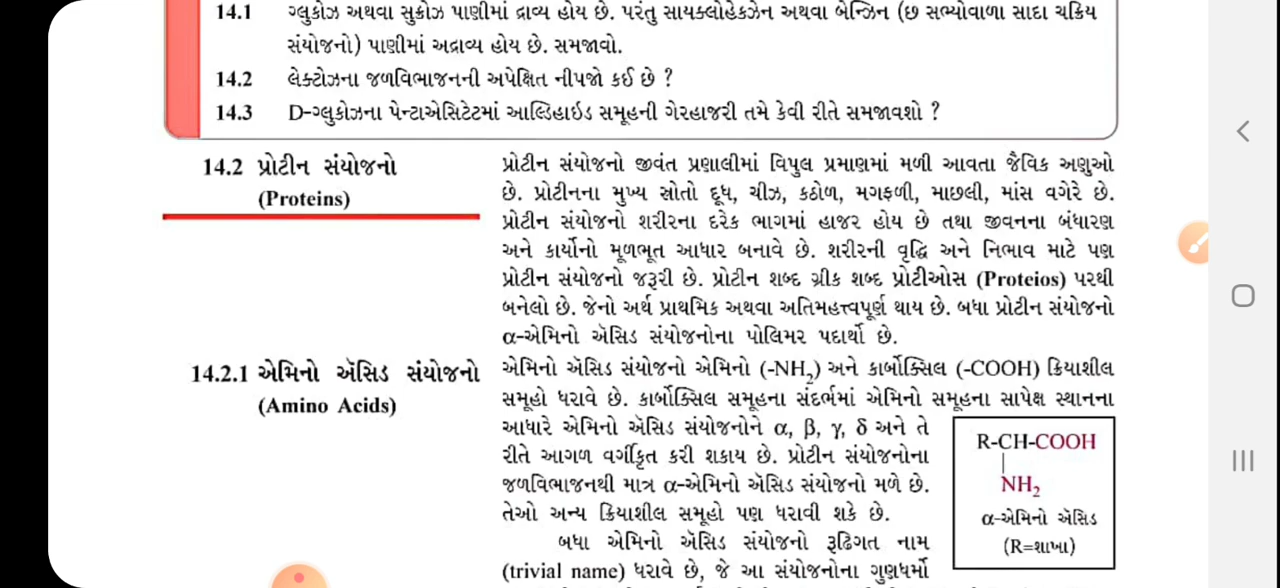 14.1 ગ્લુકોઝ અથવા સુક્રોઝ પાણીમાં દ્રાવ્ય હોય છે. પરંતુ સાયક્લોહેકઝેન અથવા બેન્ઝિન (છ સભ્યોવાળા સાદા ચક્રિય
સંયોજનો) પાણીમાં અદ્રાવ્ય હોય છે. સમજાવો.
14.2 લેક્ટોઝના જળવિભાજનની અપેક્ષિત નીપજો કઈ છે ?
14.3 D-ગ્લુકોઝના પેન્ટાએસિટેટમાં આલ્ડિહાઇડ સમૂહની ગેરહાજરી તમે કેવી રીતે સમજાવશો ?
14.2 પ્રોટીન સંયોજનો
(Proteins)
પ્રોટીન સંયોજનો જીવંત પ્રણાલીમાં વિપુલ પ્રમાણમાં મળી આવતા જૈવિક અણુઓ
છે. પ્રોટીનના મુખ્ય સ્રોતો દૂધ, ચીઝ, કઠોળ, મગફળી, માછલી, માંસ વગેરે છે.
પ્રોટીન સંયોજનો શરીરના દરેક ભાગમાં હાજર હોય છે તથા જીવનના બંધારણ
અને કાર્યોનો મૂળભૂત આધાર બનાવે છે. શરીરની વૃદ્ધિ અને નિભાવ માટે પણ
પ્રોટીન સંયોજનો જરૂરી છે. પ્રોટીન શબ્દ ગ્રીક શબ્દ પ્રોટીઓસ (Proteios) પરથી
બનેલો છે. જેનો અર્થ પ્રાથમિક અથવા અતિમહત્ત્વપૂર્ણ થાય છે. બધા પ્રોટીન સંયોજનો
α-એમિનો ઍસિડ સંયોજનોના પોલિમર પદાર્થો છે.
14.2.1 એમિનો ઍસિડ સંયોજનો
(Amino Acids)
એમિનો ઍસિડ સંયોજનો એમિનો (-NH₂) અને કાર્બોક્સિલ (-COOH) ક્રિયાશીલ
સમૂહો ધરાવે છે. કાર્બોક્સિલ સમૂહના સંદર્ભમાં એમિનો સમૂહના સાપેક્ષ સ્થાનના
આધારે એમિનો ઍસિડ સંયોજનોને α, β, γ, δ અને તે
રીતે આગળ વર્ગીકૃત કરી શકાય છે. પ્રોટીન સંયોજનોના
જળવિભાજનથી માત્ર α-એમિનો ઍસિડ સંયોજનો મળે છે.
તેઓ અન્ય ક્રિયાશીલ સમૂહો પણ ધરાવી શકે છે.
બધા એમિનો ઍસિડ સંયોજનો રૂઢિગત નામ
(trivial name) ધરાવે છે, જે આ સંયોજનોના ગુણધર્મો
R-CH-COOH
|
NH₂
α-એમિનો ઍસિડ
(R=શાખા)